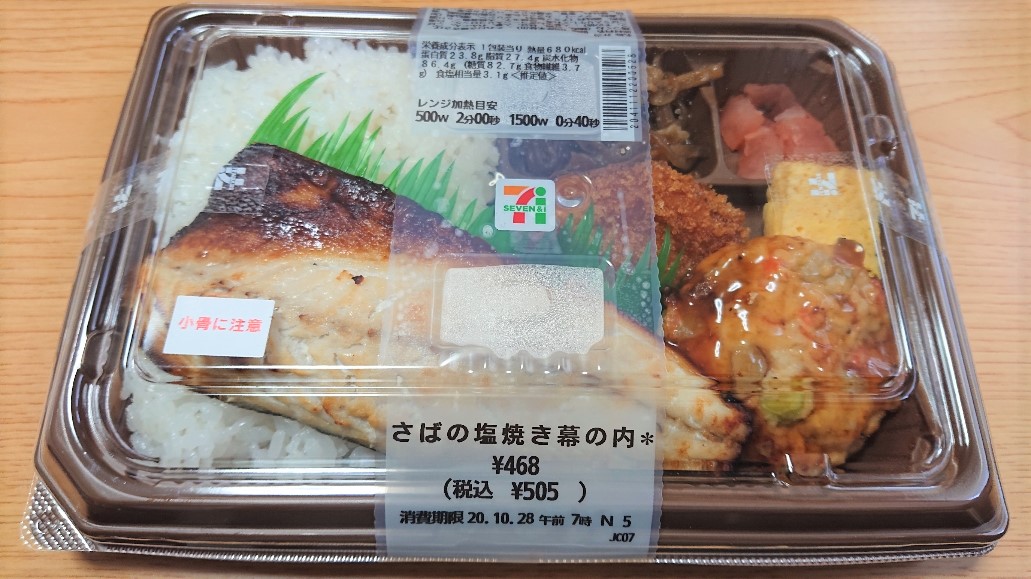 栄養成分表示 1包装当り 熱量680kcal
蛋白質23.8g 脂質27.4g 炭水化物
86.4g (糖質82.7g 食物繊維3.7
g) 食塩相当量3.1g<推定値>
レンジ加熱目安
500W 2分00秒 1500W 0分40秒
SEVEN&i
小骨に注意
さばの塩焼き幕の内*
¥468
(税込 ¥505 )
消費期限 20.10.28 午前 7時 N 5
JC07